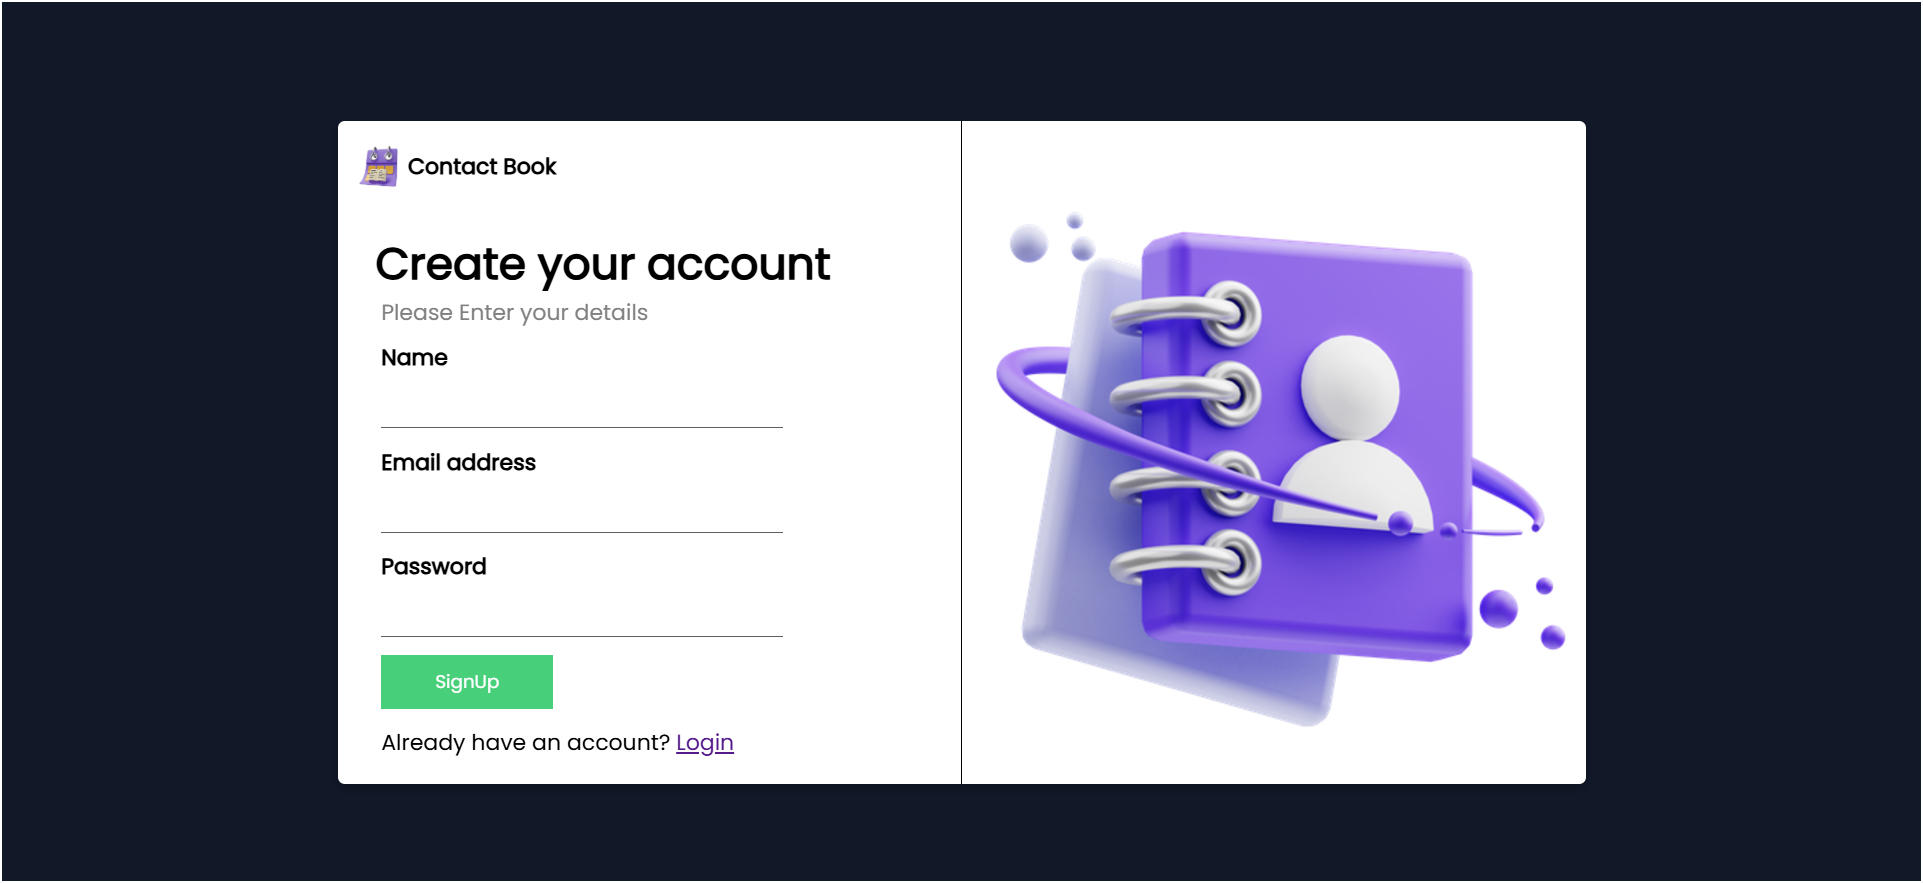 Contact Book
Create your account
Please Enter your details
Name
Email address
Password
SignUp
Already have an account? Login